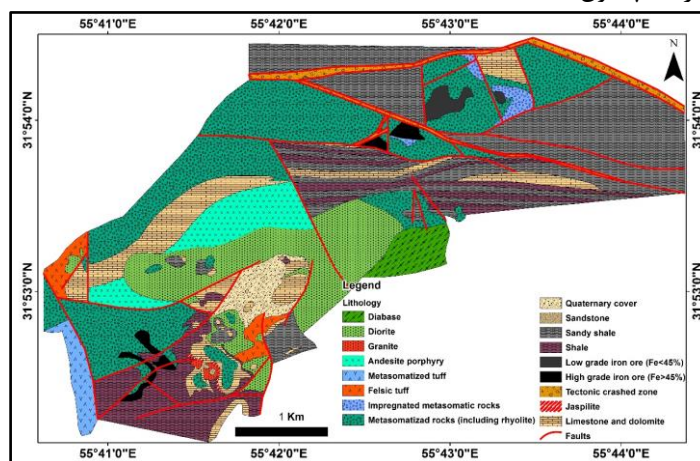 55°41'0"E 55°42'0"E 55°43'0"E 55°44'0"E
N
31°54'0"N 31°54'0"N
31°53'0"N 31°53'0"N
Legend
Lithology
Diabase
Diorite
Granite
Andesite porphyry
Metasomatized tuff
Felsic tuff
Impregnated metasomatic rocks
Metasomatizad rocks (including rhyolite)
Quaternary cover
Sandstone
Sandy shale
Shale
Low grade iron ore (Fe<45%)
High grade iron ore (Fe>45%)
Tectonic crashed zone
Jaspilite
Limestone and dolomite
Faults
1 Km
55°41'0"E 55°42'0"E 55°43'0"E 55°44'0"E